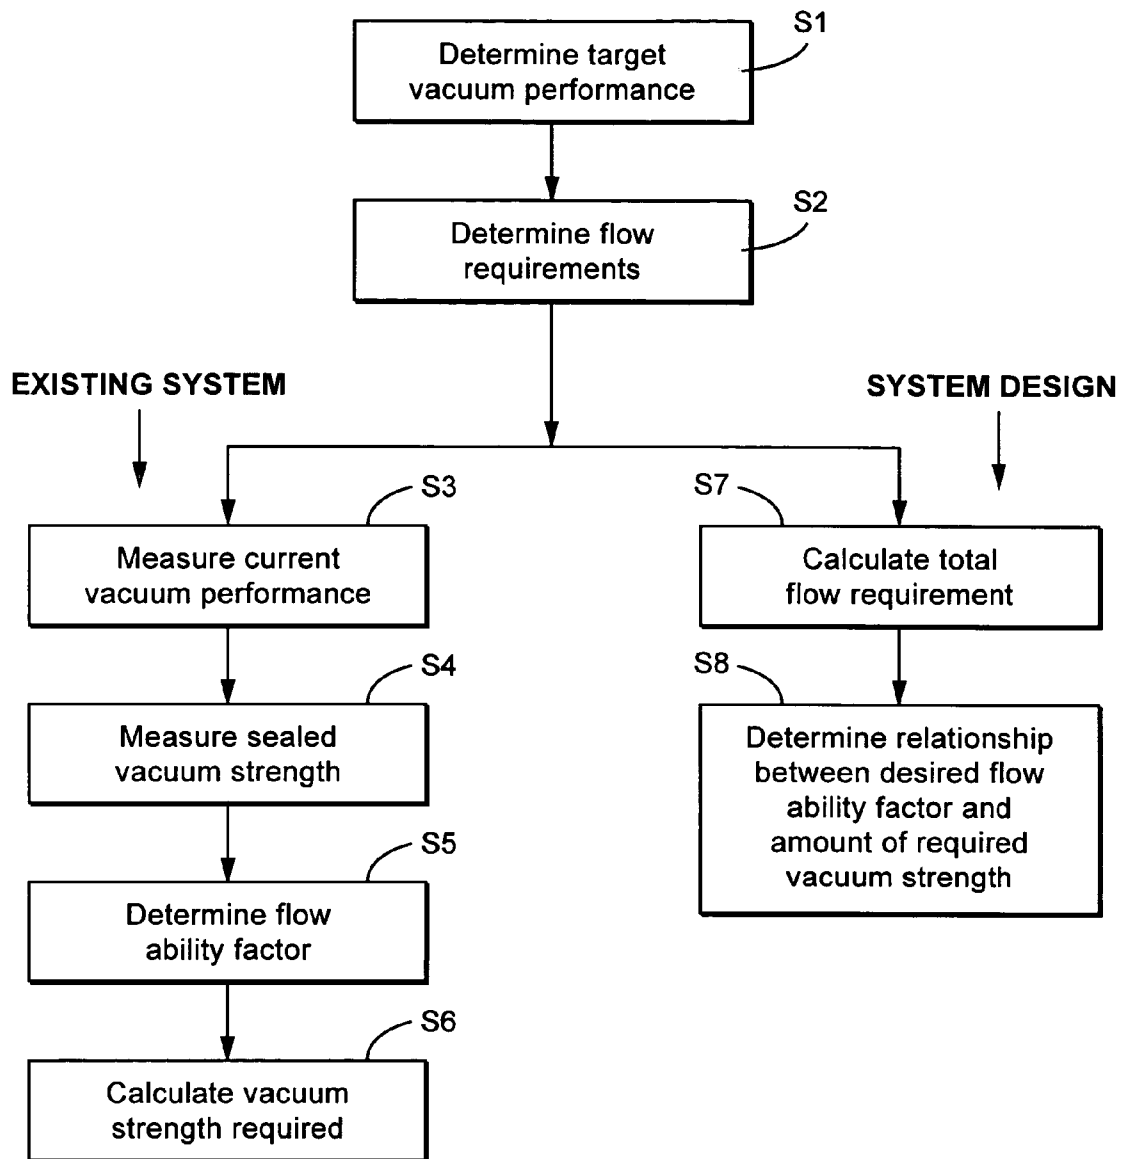 S1
Determine target
vacuum performance
S2
Determine flow
requirements
EXISTING SYSTEM
SYSTEM DESIGN
S3
Measure current
vacuum performance
S4
Measure sealed
vacuum strength
S5
Determine flow
ability factor
S6
Calculate vacuum
strength required
S7
Calculate total
flow requirement
S8
Determine relationship
between desired flow
ability factor and
amount of required
vacuum strength